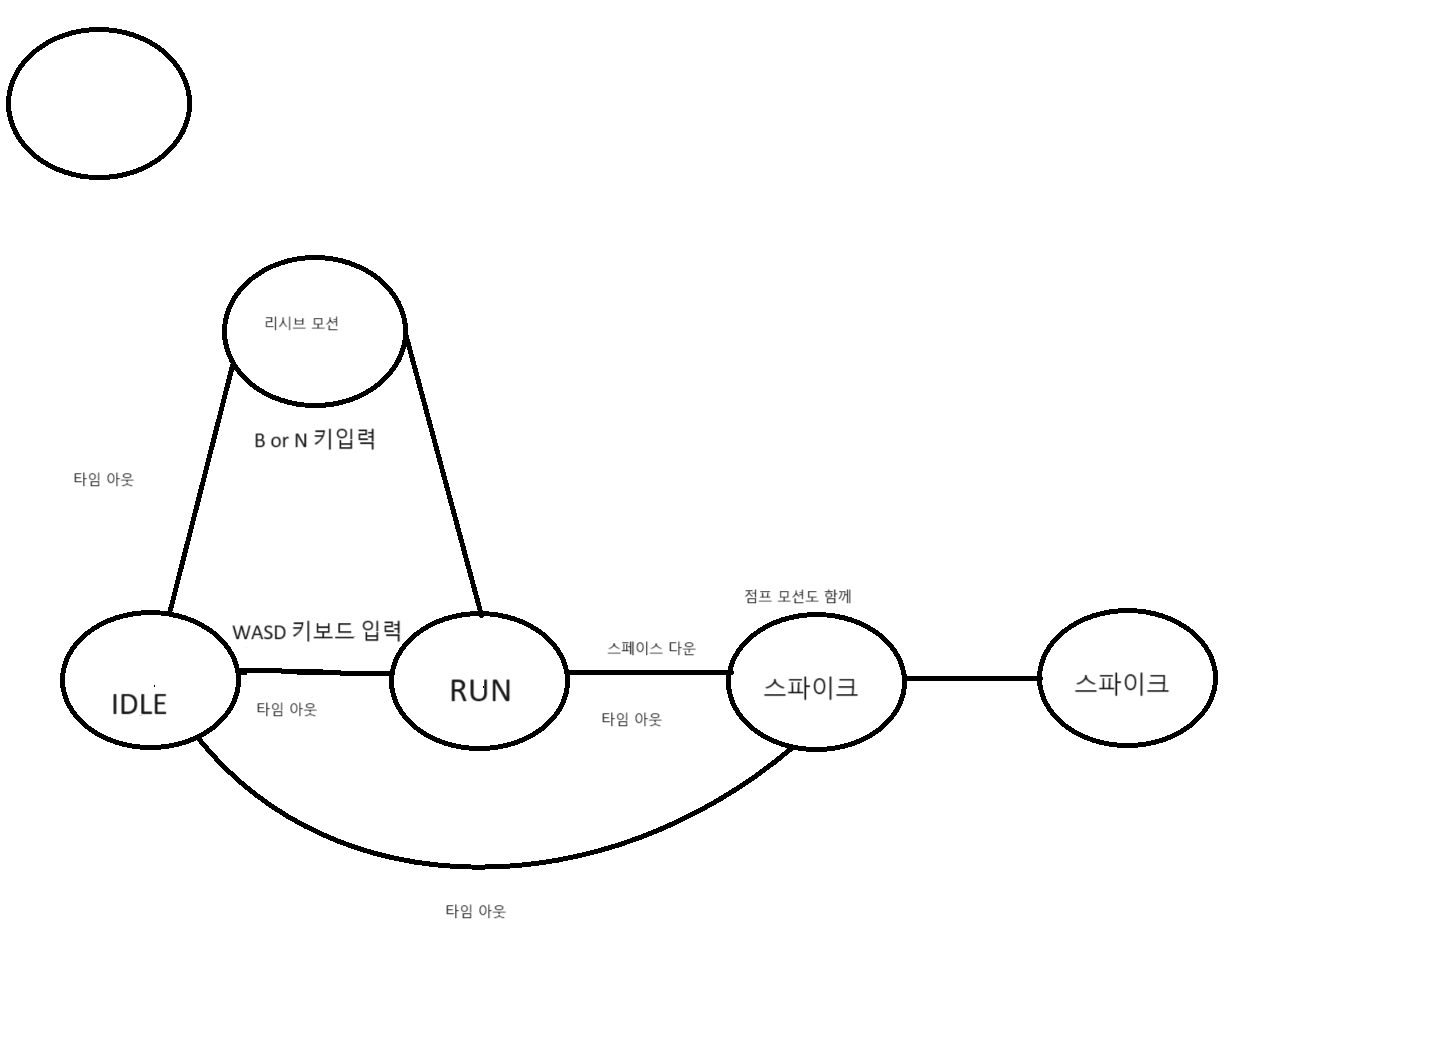 리시브 모션
B or N 키입력
타임 아웃
점프 모션도 함께
WASD 키보드 입력
스페이스 다운
IDLE
타임 아웃
RUN
타임 아웃
스파이크
스파이크
타임 아웃